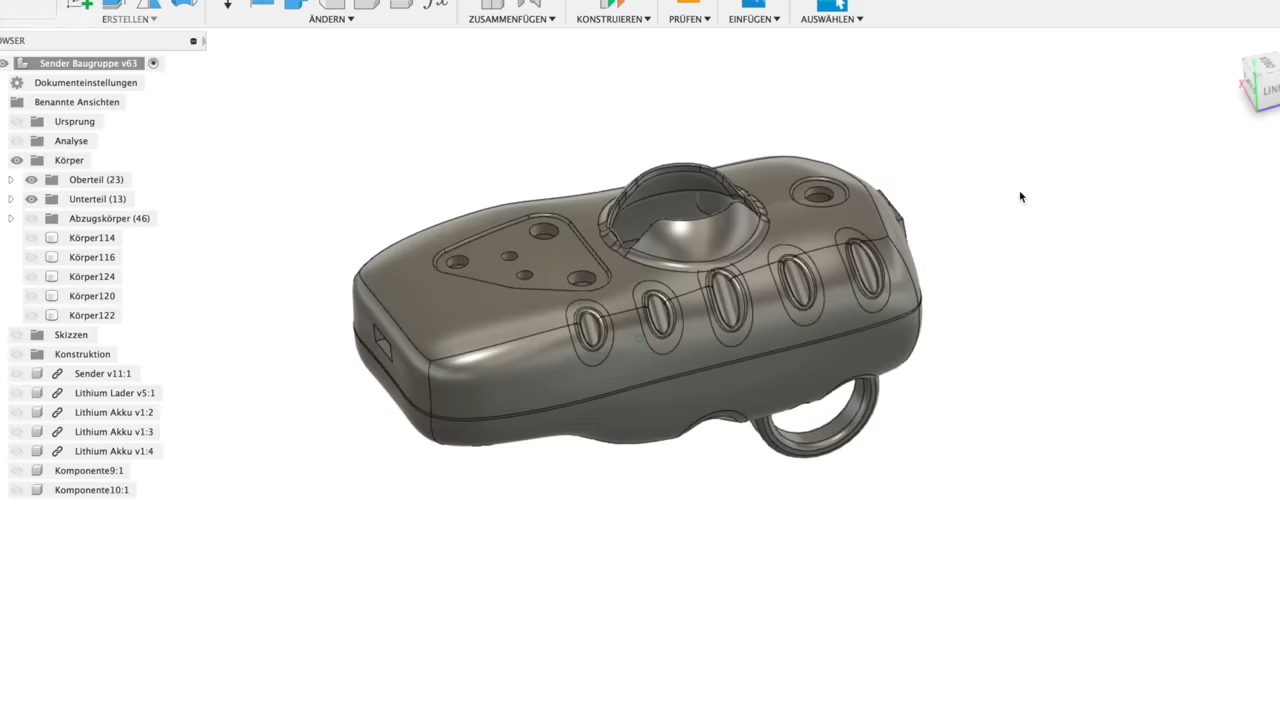 ERSTELLEN▼ ÄNDERN▼ ZUSAMMENFÜGEN▼ KONSTRUIEREN▼ PRÜFEN▼ EINFÜGEN▼ AUSWÄHLEN▼
OWSER
Sender Baugruppe v63
Dokumenteinstellungen
Benannte Ansichten
Ursprung
Analyse
Körper
Oberteil (23)
Unterteil (13)
Abzugskörper (46)
Körper114
Körper116
Körper124
Körper120
Körper122
Skizzen
Konstruktion
Sender v11:1
Lithium Lader v5:1
Lithium Akku v1:2
Lithium Akku v1:3
Lithium Akku v1:4
Komponente9:1
Komponente10:1
X
LIN